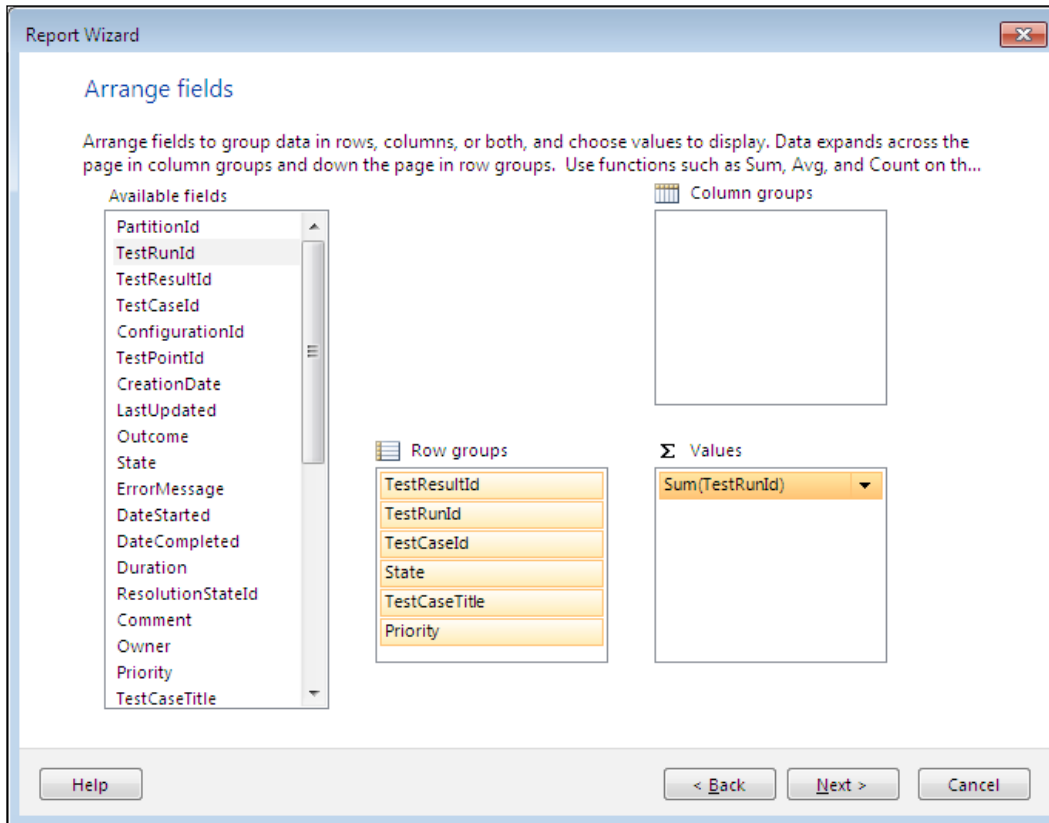 Report Wizard
Arrange fields
Arrange fields to group data in rows, columns, or both, and choose values to display. Data expands across the
page in column groups and down the page in row groups.  Use functions such as Sum, Avg, and Count on th...
Available fields
PartitionId
TestRunId
TestResultId
TestCaseId
ConfigurationId
TestPointId
CreationDate
LastUpdated
Outcome
State
ErrorMessage
DateStarted
DateCompleted
Duration
ResolutionStateId
Comment
Owner
Priority
TestCaseTitle
Column groups
Row groups
TestResultId
TestRunId
TestCaseId
State
TestCaseTitle
Priority
Σ Values
Sum(TestRunId)
Help
< Back
Next >
Cancel